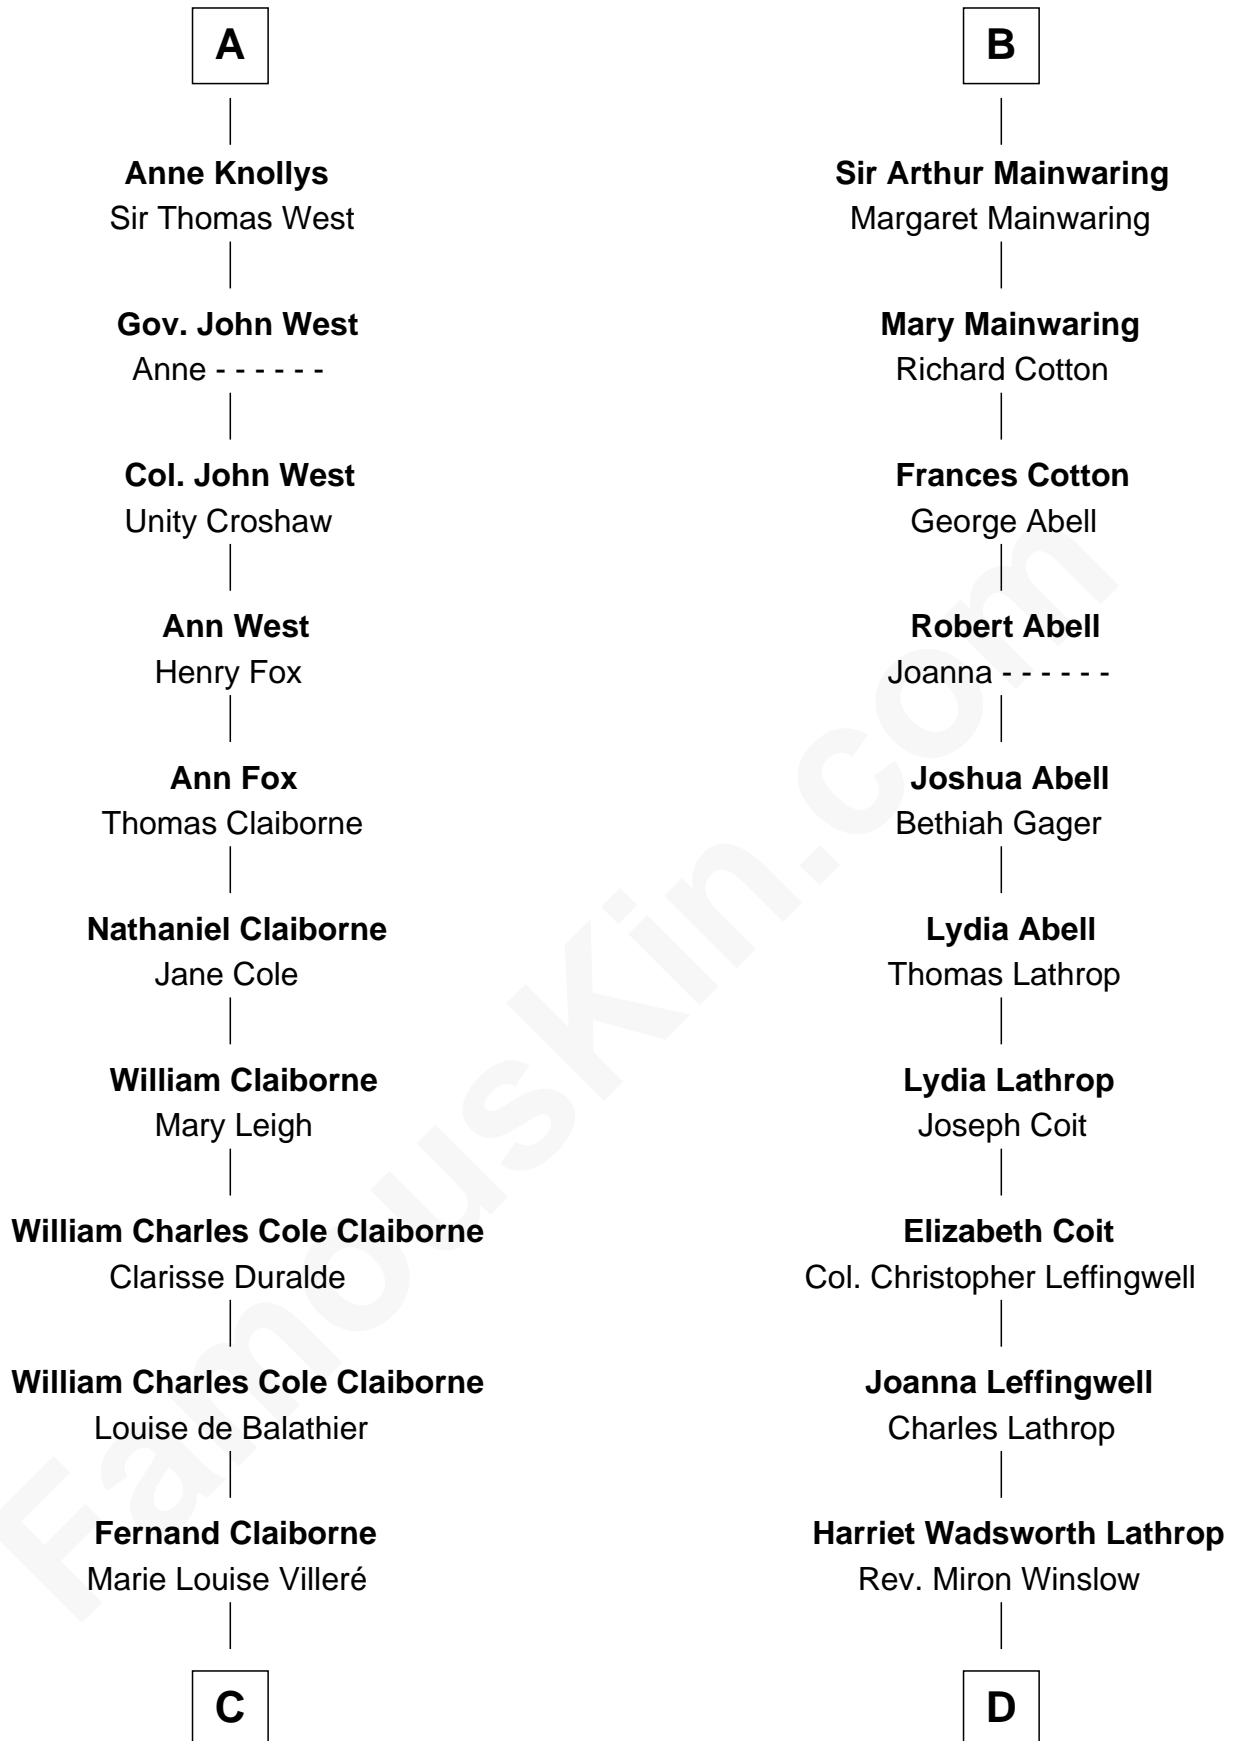 A
Anne Knollys
Sir Thomas West
Gov. John West
Anne - - - - - -
Col. John West
Unity Croshaw
Ann West
Henry Fox
Ann Fox
Thomas Claiborne
Nathaniel Claiborne
Jane Cole
William Claiborne
Mary Leigh
William Charles Cole Claiborne
Clarisse Duralde
William Charles Cole Claiborne
Louise de Balathier
Fernand Claiborne
Marie Louise Villeré
C
B
Sir Arthur Mainwaring
Margaret Mainwaring
Mary Mainwaring
Richard Cotton
Frances Cotton
George Abell
Robert Abell
Joanna - - - - - -
Joshua Abell
Bethiah Gager
Lydia Abell
Thomas Lathrop
Lydia Lathrop
Joseph Coit
Elizabeth Coit
Col. Christopher Leffingwell
Joanna Leffingwell
Charles Lathrop
Harriet Wadsworth Lathrop
Rev. Miron Winslow
D
FamousKin.com